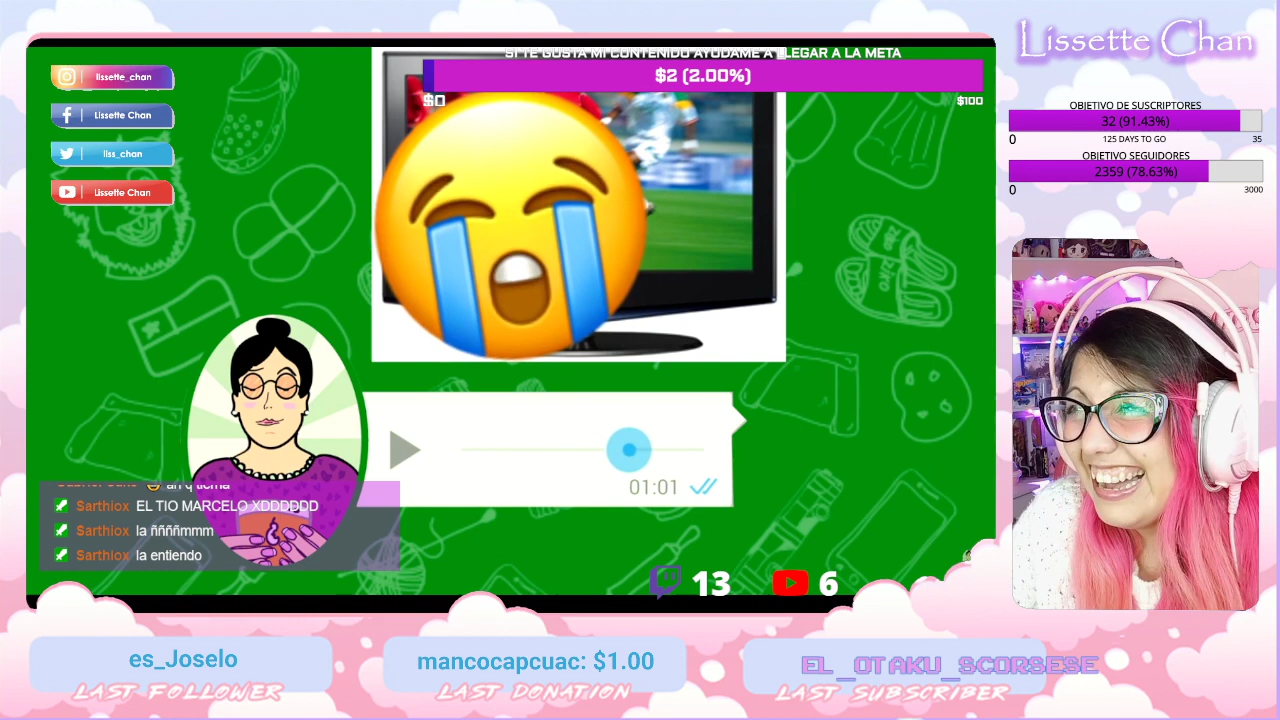 Lissette Chan
SI TE GUSTA MI CONTENIDO AYUDAME A LLEGAR A LA META
$2 (2.00%)
$0
$100
lissette_chan
Lissette Chan
liss_chan
Lissette Chan
OBJETIVO DE SUSCRIPTORES
32 (91.43%)
0
125 DAYS TO GO
35
OBJETIVO SEGUIDORES
2359 (78.63%)
0
3000
01:01
Sarthiox EL TIO MARCELO XDDDDDD
Sarthiox la ññññmmm
Sarthiox la entiendo
13
6
es_Joselo
LAST FOLLOWER
mancocapcuac: $1.00
LAST DONATION
EL_OTAKU_SCORSESE
LAST SUBSCRIBER